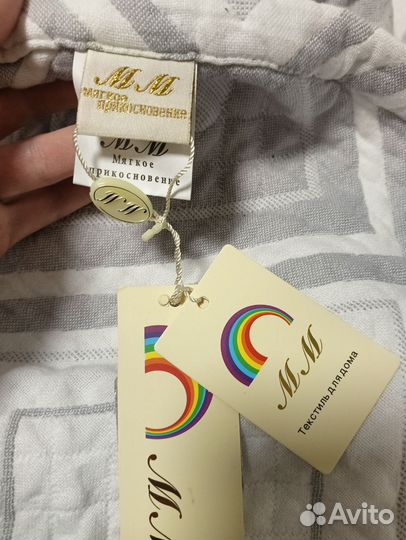 ММ
мягкое
прикосновение
ММ
Мягкое
прикосновение
ММ
ММ
Текстиль для дома
ММ
Avito